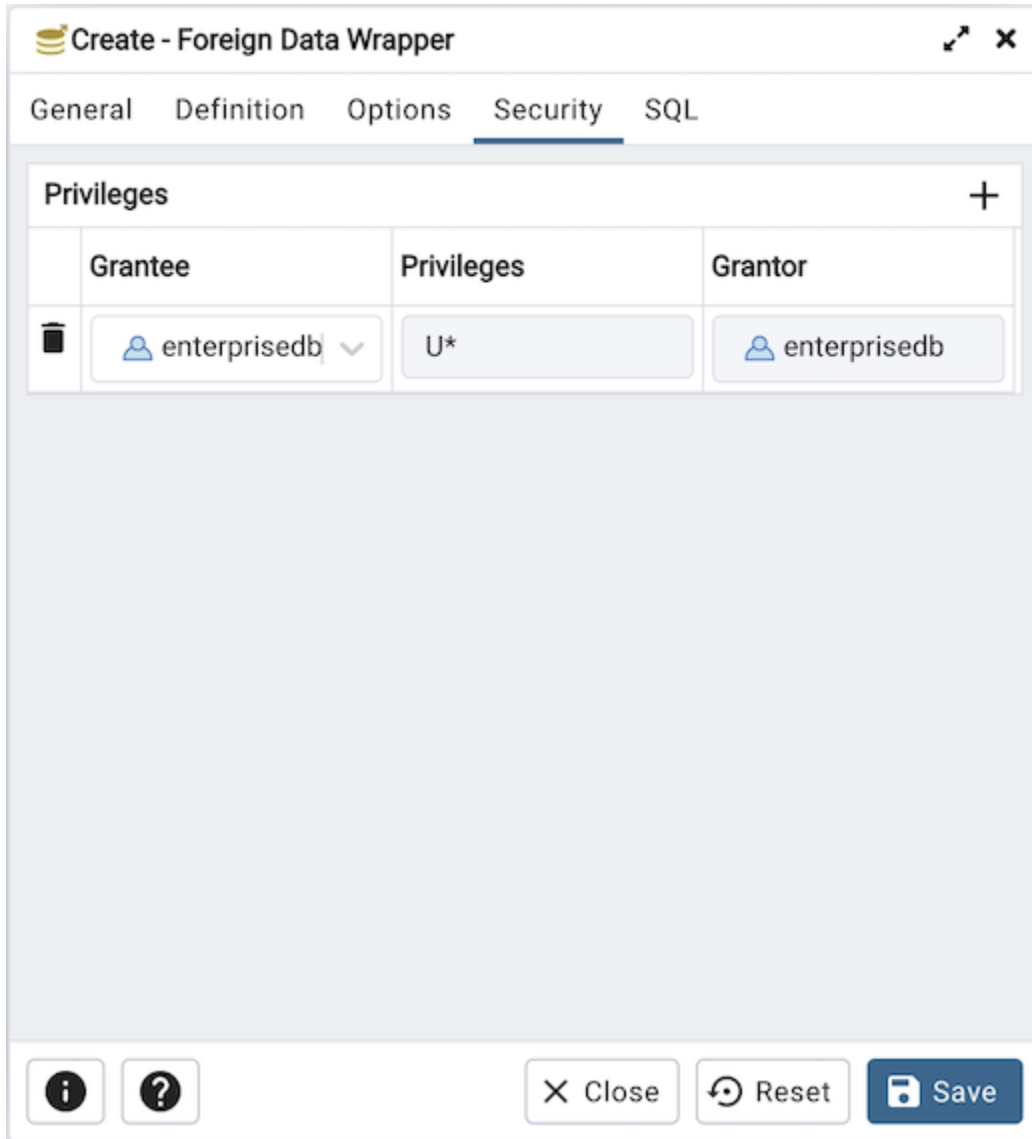 Create - Foreign Data Wrapper
General Definition Options Security SQL
Privileges
Grantee Privileges Grantor
enterprisedb U* enterprisedb
Close Reset Save